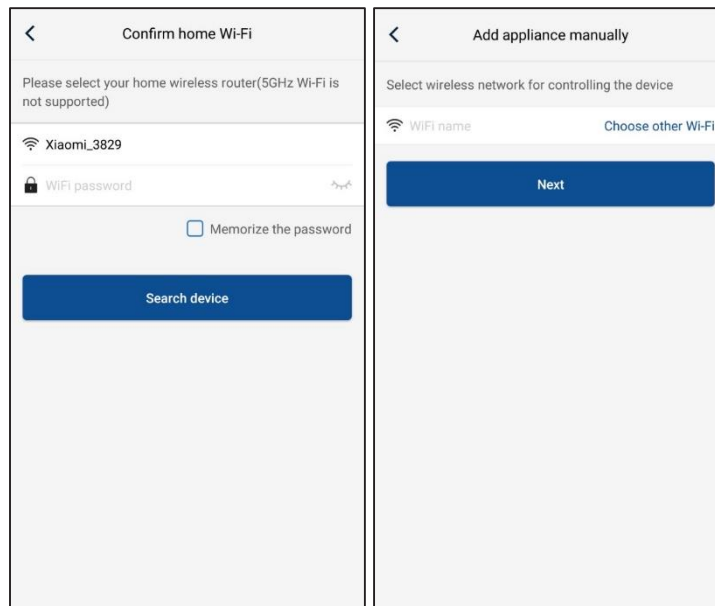 Confirm home Wi-Fi
Please select your home wireless router(5GHz Wi-Fi is
not supported)
Xiaomi_3829
WiFi password
Memorize the password
Search device
Add appliance manually
Select wireless network for controlling the device
WiFi name
Choose other Wi-Fi
Next